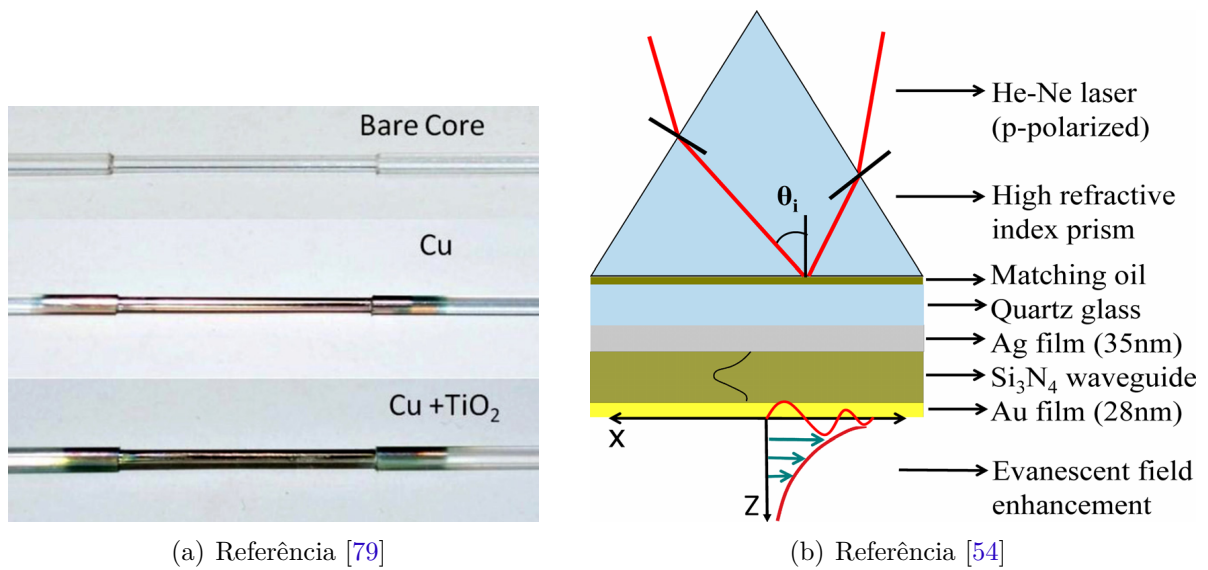 Bare Core
Cu
Cu +TiO₂
(a) Referência [79]
θᵢ
He-Ne laser
(p-polarized)
High refractive
index prism
Matching oil
Quartz glass
Ag film (35nm)
Si₃N₄ waveguide
Au film (28nm)
X
Z
Evanescent field
enhancement
(b) Referência [54]